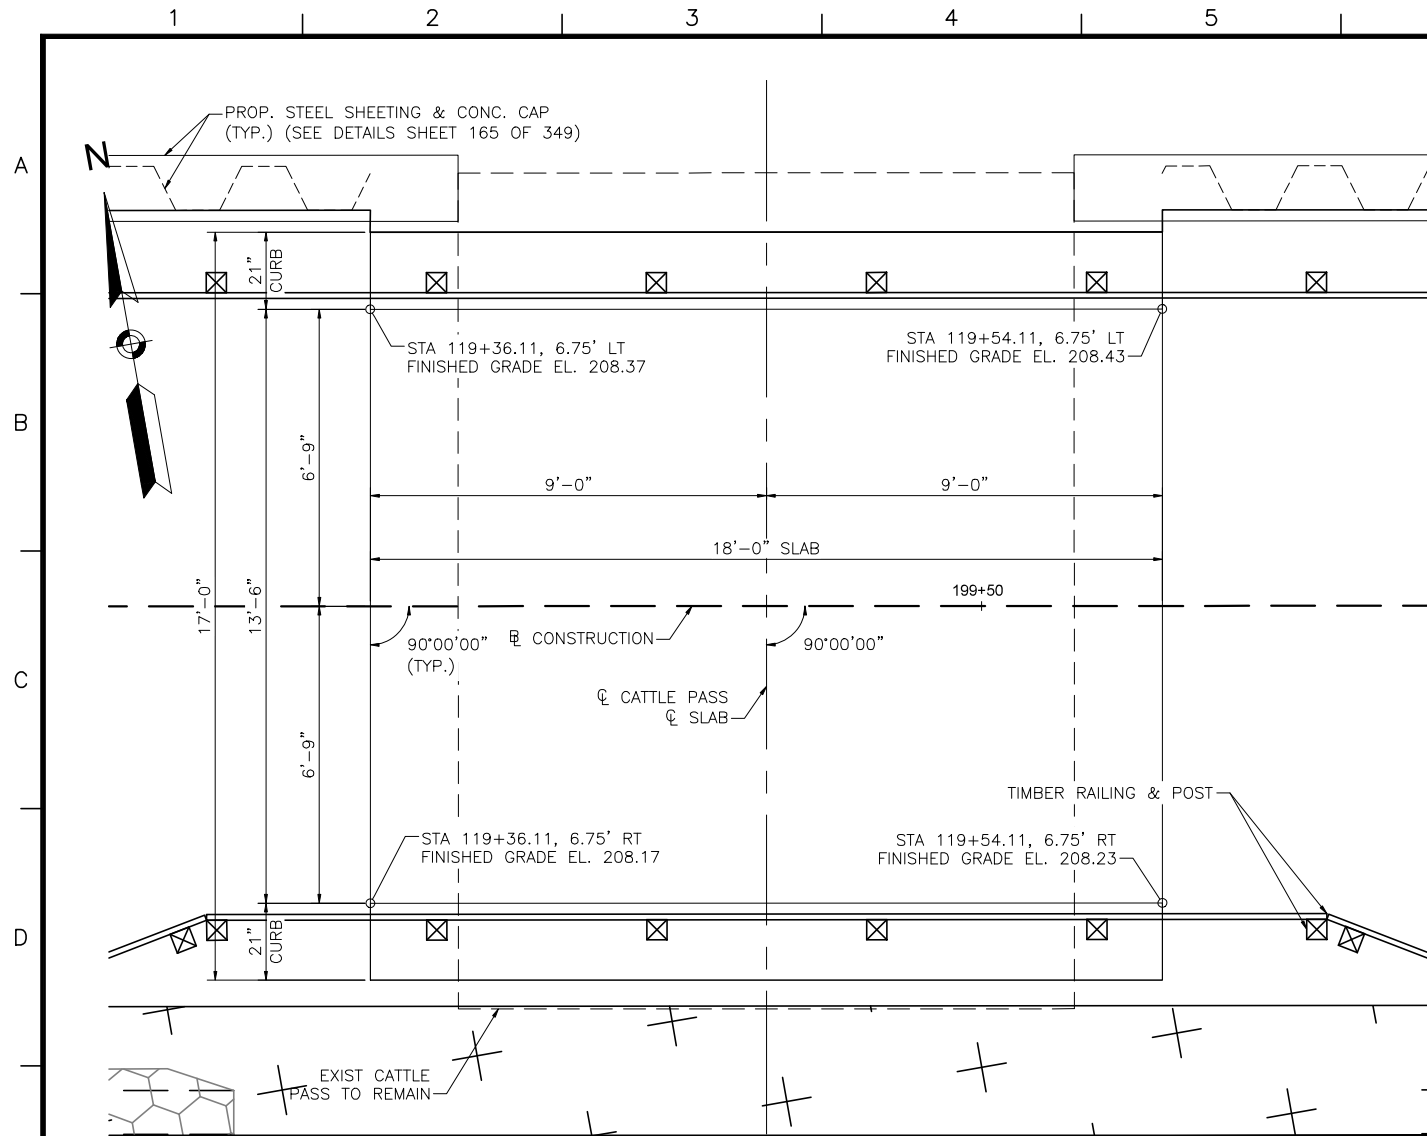 1
2
3
4
5
PROP. STEEL SHEETING & CONC. CAP
(TYP.) (SEE DETAILS SHEET 165 OF 349)
A
N
21"
CURB
STA 119+36.11, 6.75' LT
FINISHED GRADE EL. 208.37
STA 119+54.11, 6.75' LT
FINISHED GRADE EL. 208.43
B
6'-9"
9'-0"
9'-0"
18'-0" SLAB
17'-0"
13'-6"
199+50
90°00'00"
(TYP.)
℄ CONSTRUCTION
90°00'00"
C
℄ CATTLE PASS
℄ SLAB
6'-9"
TIMBER RAILING & POST
STA 119+36.11, 6.75' RT
FINISHED GRADE EL. 208.17
STA 119+54.11, 6.75' RT
FINISHED GRADE EL. 208.23
D
21"
CURB
EXIST CATTLE
PASS TO REMAIN